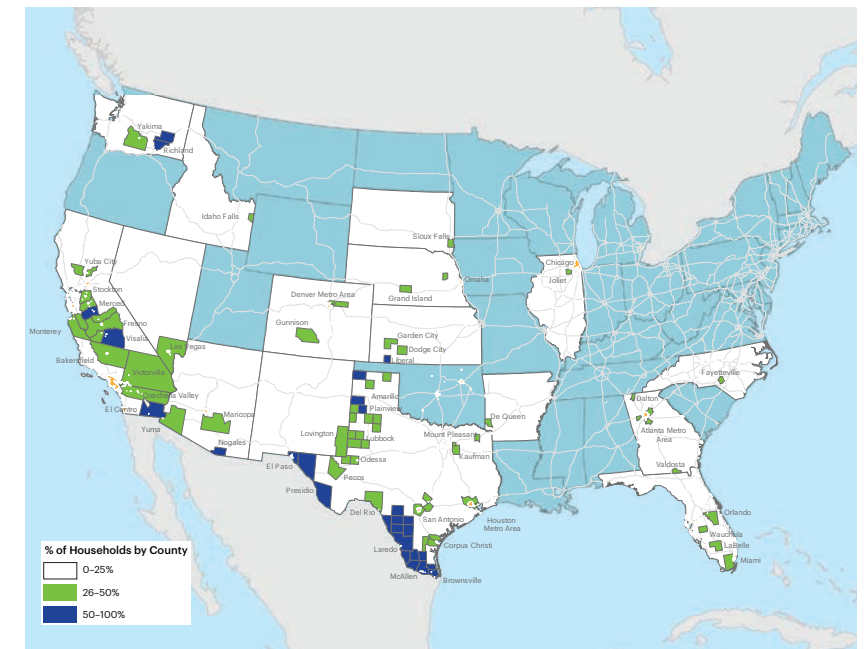 Yakima
Richland
Idaho Falls
Sioux Falls
Yuba City
Chicago
Joliet
Omaha
Stockton
Denver Metro Area
Grand Island
Merced
Gunnison
Fresno
Monterey
Visalia
Garden City
Las Vegas
Dodge City
Bakersfield
Liberal
Victorville
Fayetteville
Coachella Valley
Amarillo
Dalton
El Centro
Plainview
Maricopa
De Queen
Yuma
Atlanta Metro
Area
Lovington
Lubbock
Mount Pleasant
Nogales
Kaufman
Odessa
El Paso
Valdosta
Pecos
Presidio
Del Rio
San Antonio
Houston
Metro Area
Orlando
Wauchula
Corpus Christi
LaBelle
Laredo
Miami
McAllen
Brownsville
% of Households by County
0–25%
26–50%
50–100%